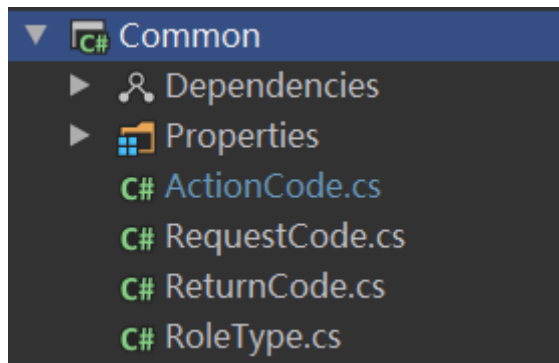 C# Common
Dependencies
Properties
C# ActionCode.cs
C# RequestCode.cs
C# ReturnCode.cs
C# RoleType.cs